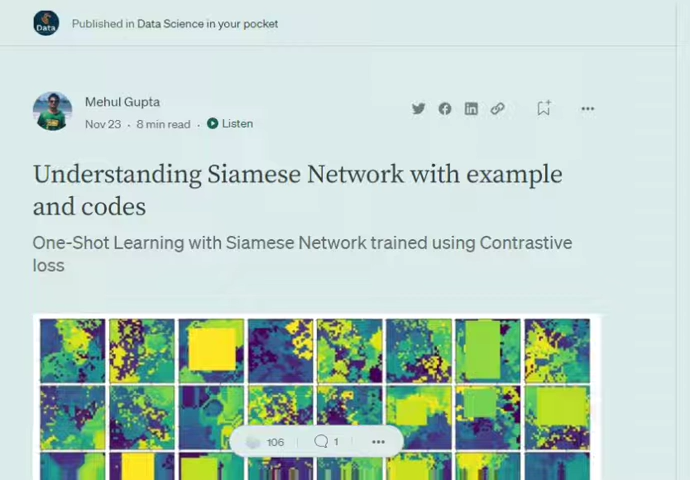 Data
Published in Data Science in your pocket
Mehul Gupta
Nov 23 · 8 min read · Listen
Understanding Siamese Network with example
and codes
One-Shot Learning with Siamese Network trained using Contrastive
loss
106 1